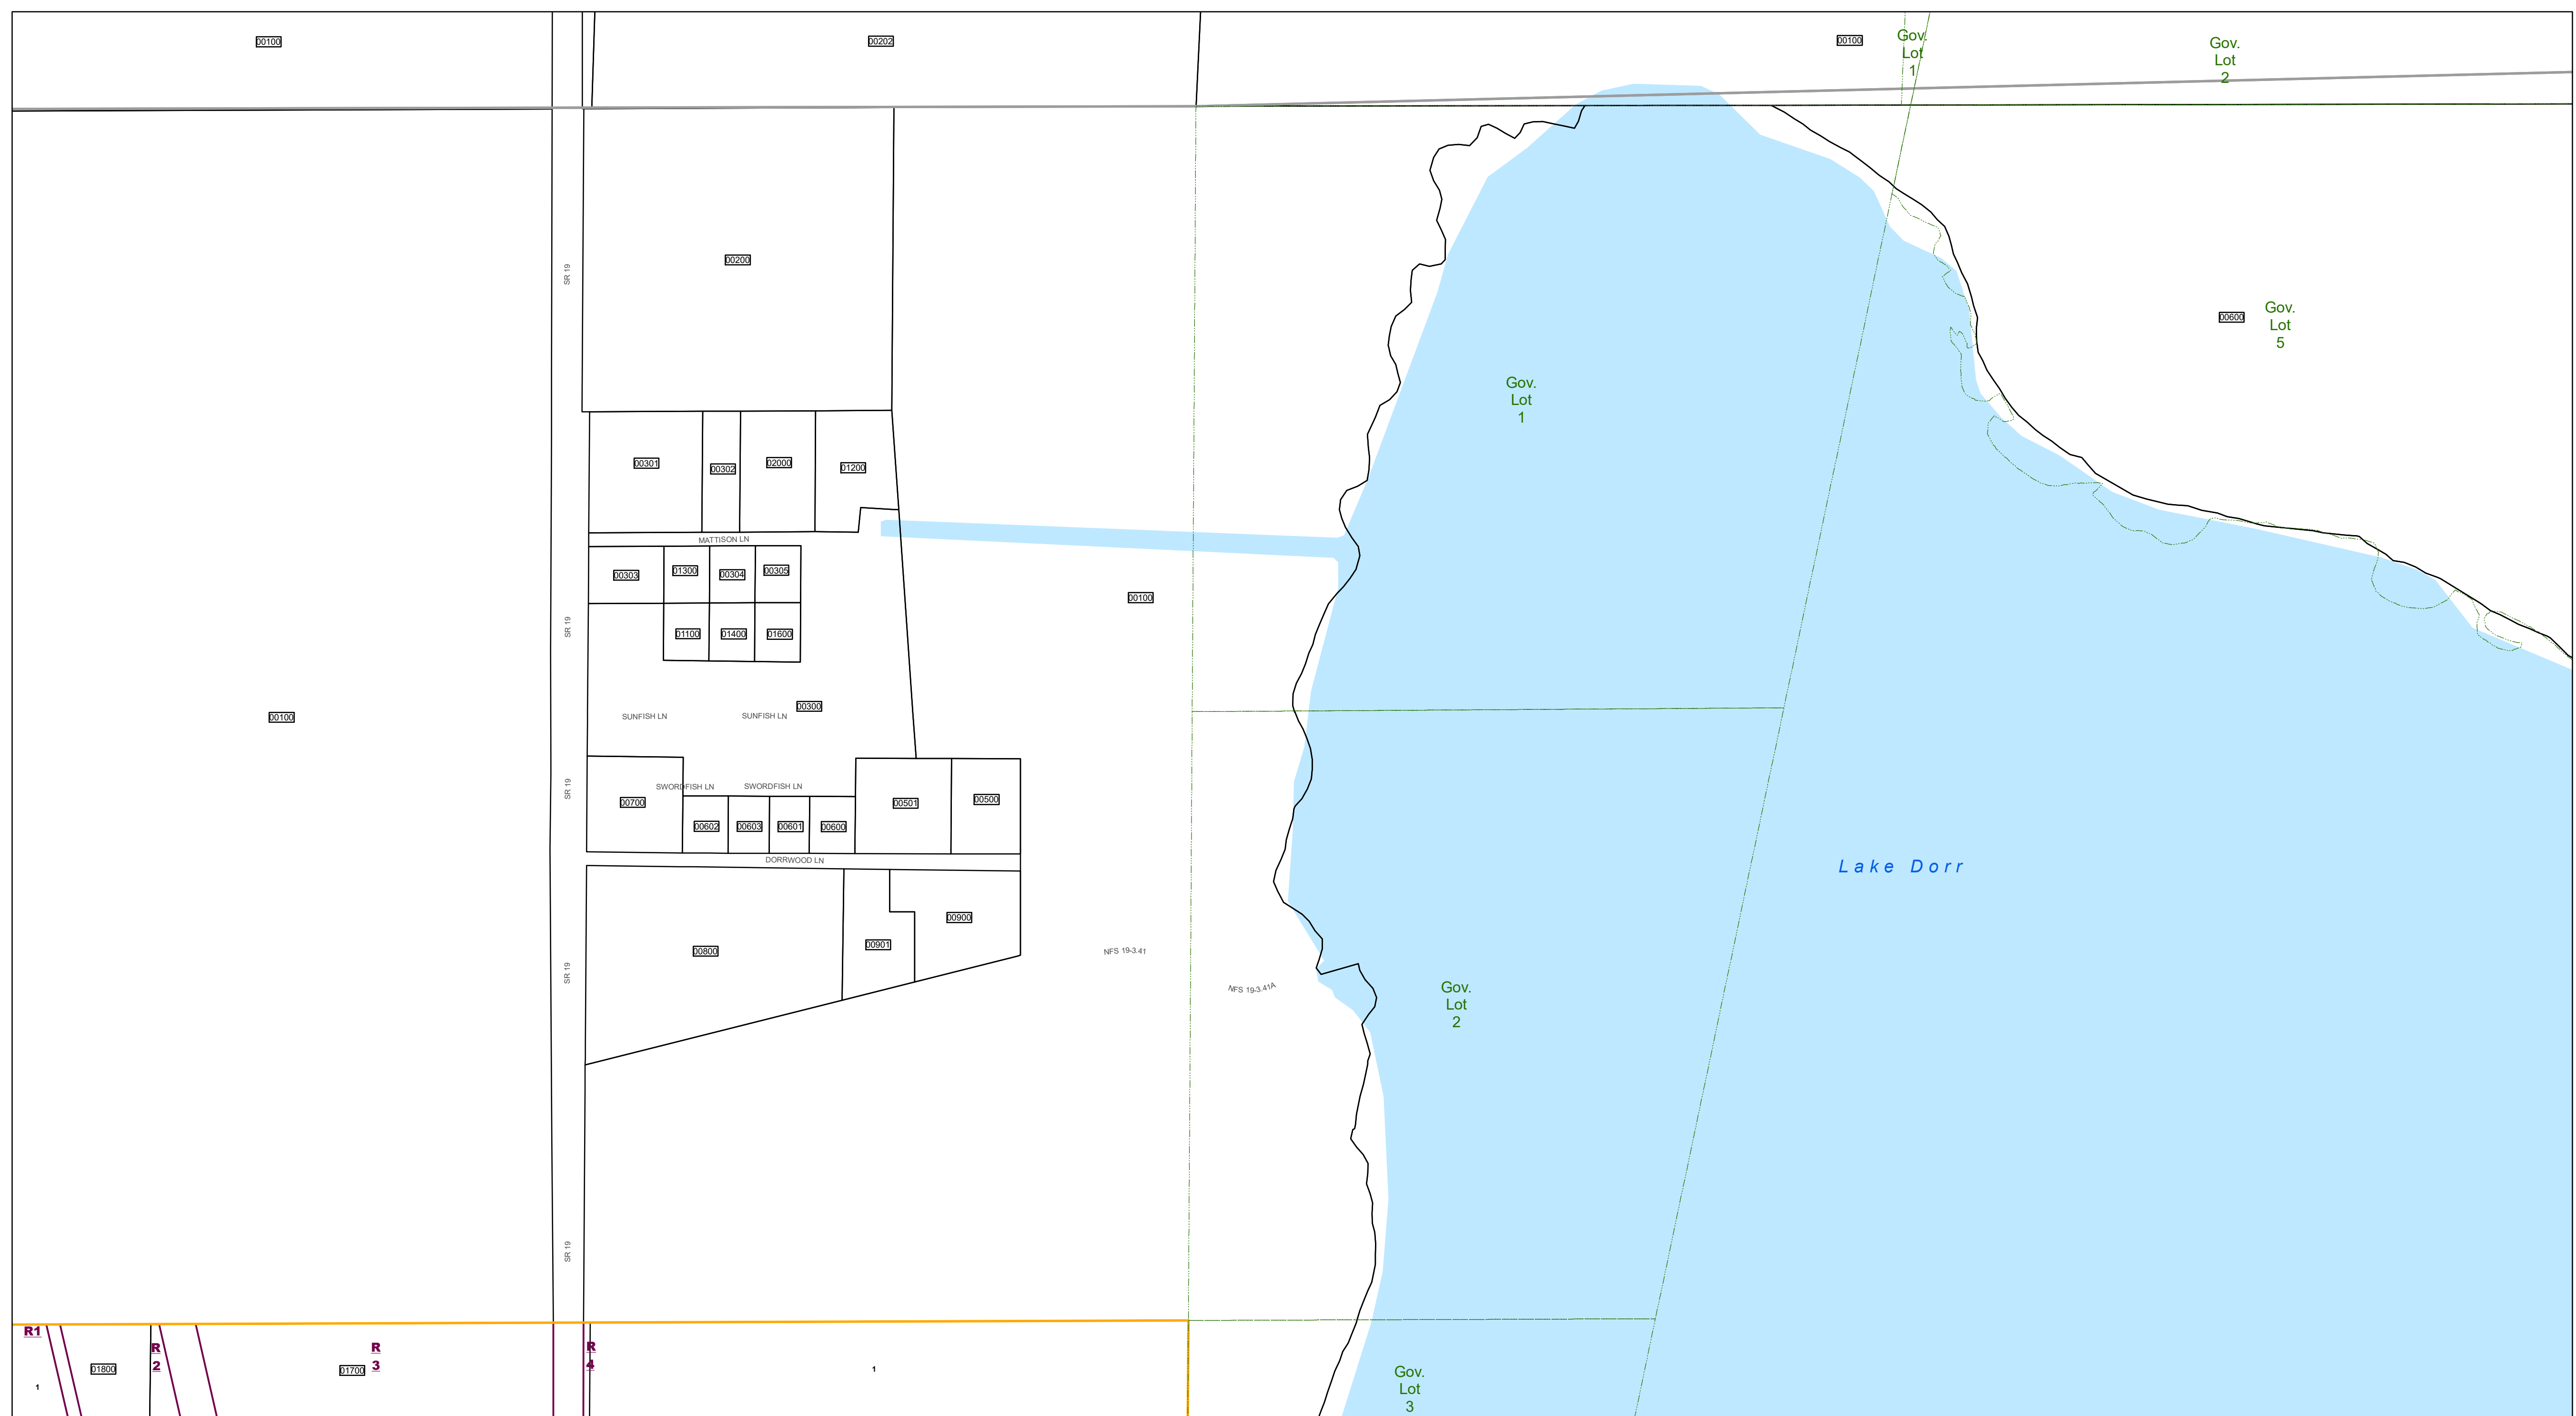 00100
00202
00100
Gov.
Lot
1
Gov.
Lot
2
SR 19
00200
00600
Gov.
Lot
5
Gov.
Lot
1
00301
00302
02000
01200
MATTISON LN
00303
01300
00304
00305
00100
SR 19
01100
01400
01600
00300
SUNFISH LN
SUNFISH LN
00100
SR 19
SWORDFISH LN
SWORDFISH LN
00700
00501
00500
00602
00603
00601
00600
DORRWOOD LN
Lake Dorr
00900
00901
00800
NFS 19-3.41
SR 19
NFS 19-3.41A
Gov.
Lot
2
SR 19
R1
R
2
R
3
R
4
01800
01700
1
1
Gov.
Lot
3